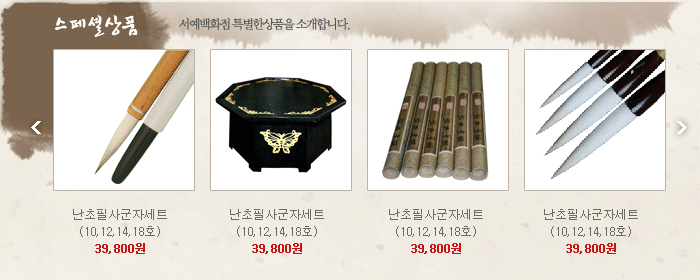 스페셜상품
서예백화점 특별한상품을 소개합니다.
난초필사군자세트
(10,12,14,18호)
39,800원
난초필사군자세트
(10,12,14,18호)
39,800원
난초필사군자세트
(10,12,14,18호)
39,800원
난초필사군자세트
(10,12,14,18호)
39,800원